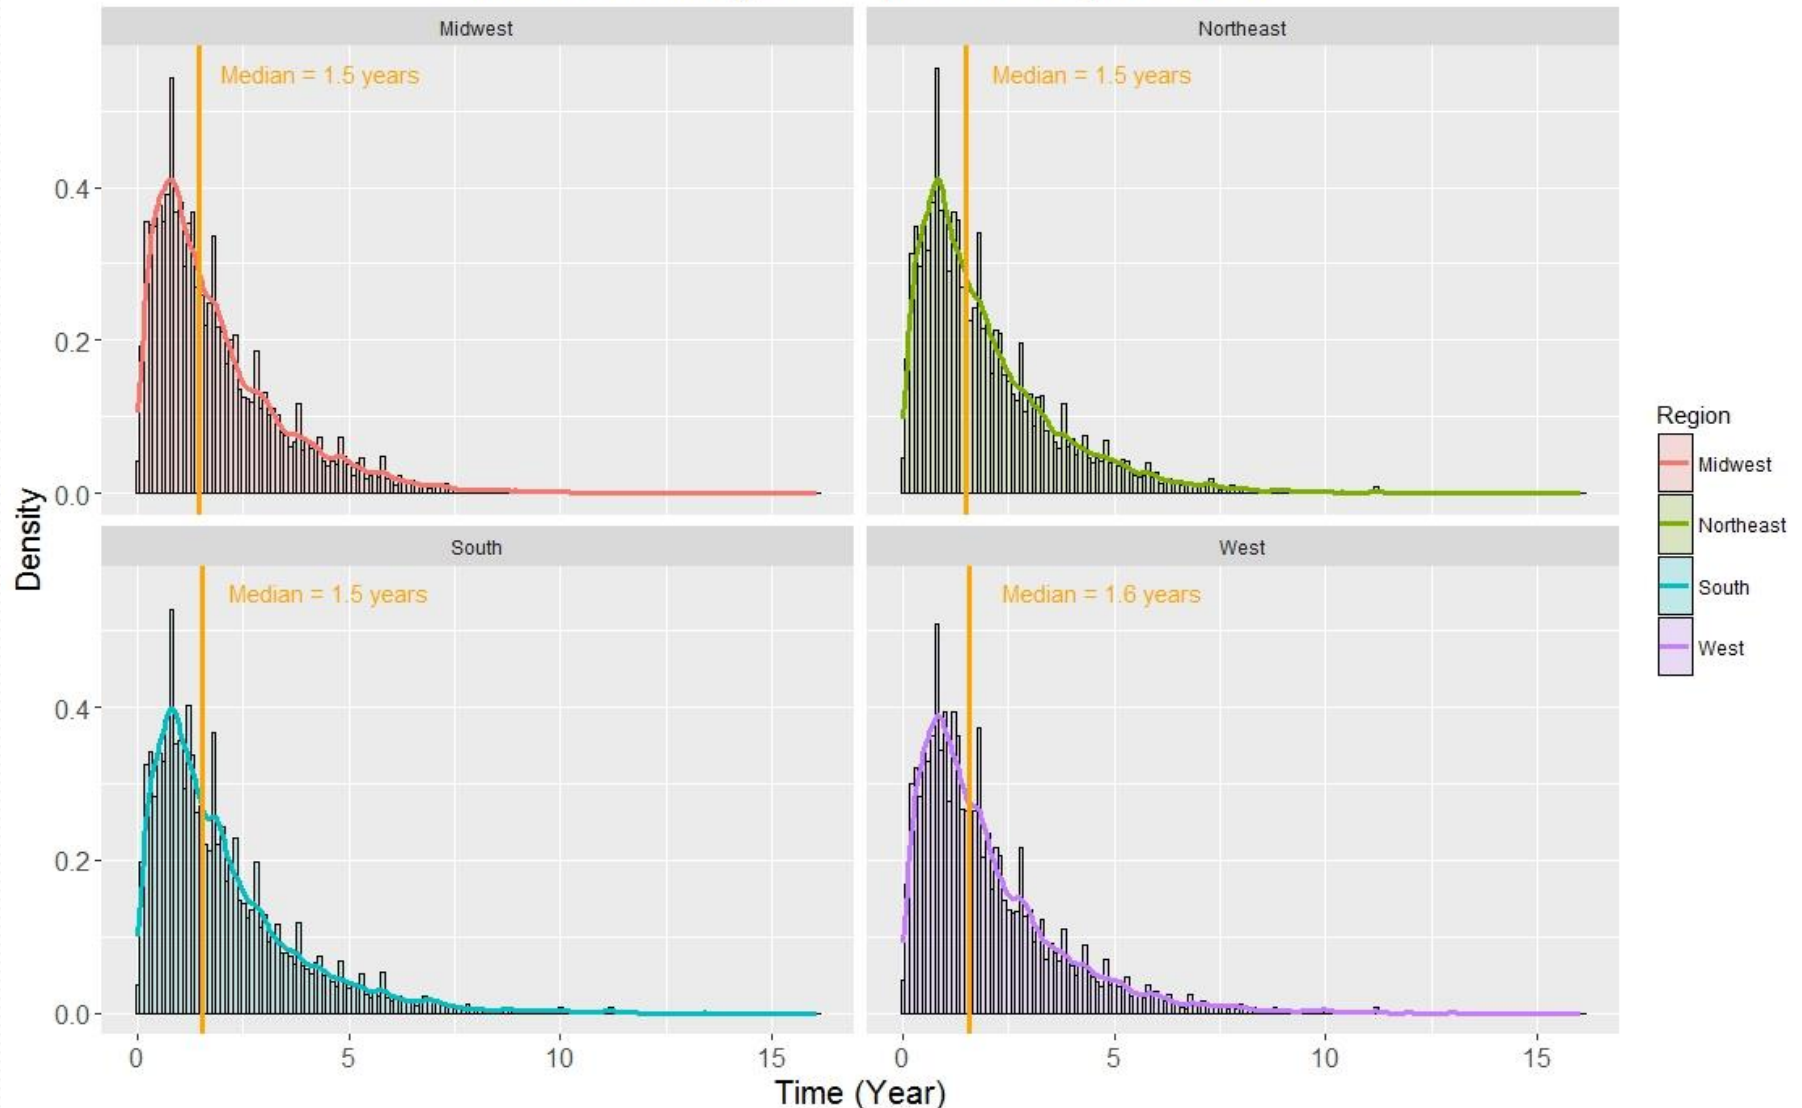 Midwest
Northeast
Median = 1.5 years
Median = 1.5 years
0.4
0.2
0.0
Density
South
West
Median = 1.5 years
Median = 1.6 years
0.4
0.2
0.0
0 5 10 15
0 5 10 15
Time (Year)
Region
Midwest
Northeast
South
West